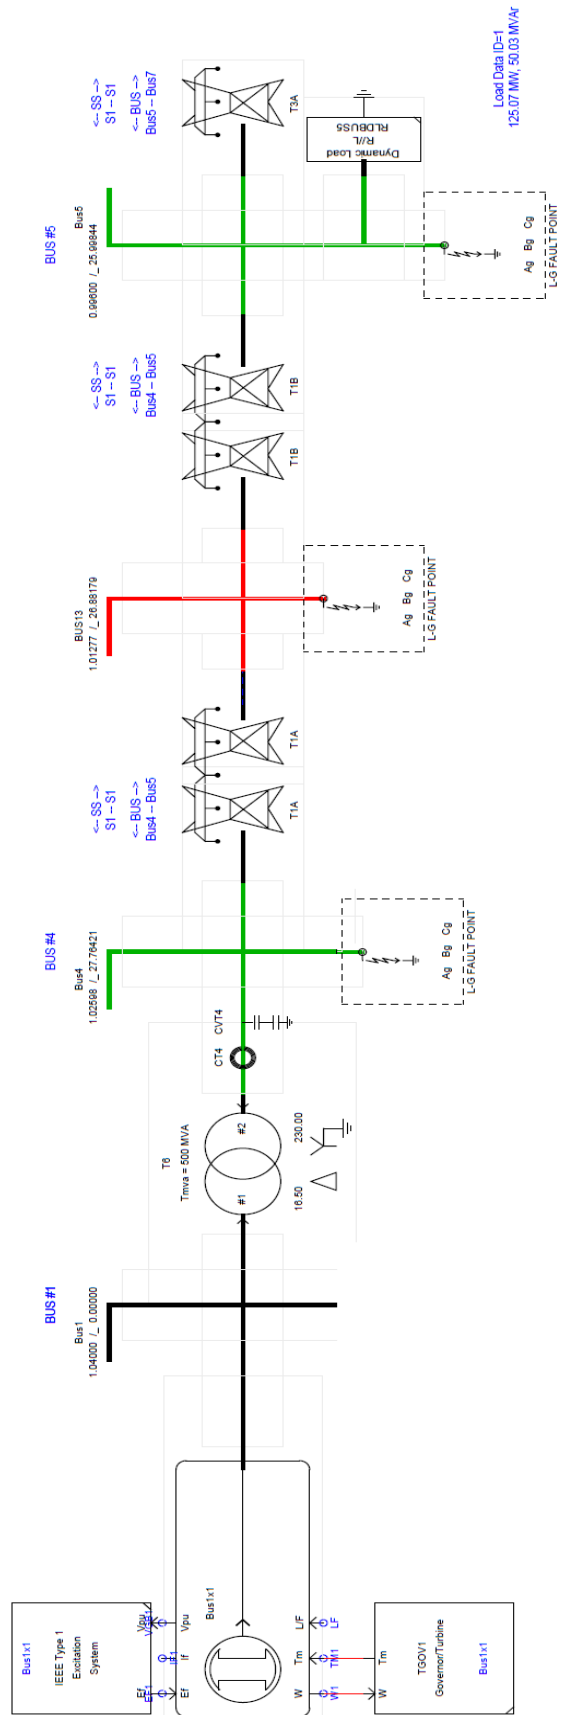 <-- SS -->
S1 -- S1
<-- BUS -->
Bus5 -- Bus7
T3A
Load Data ID=1
125.07 MW, 50.03 MVAr
Dynamic Load
R//L
RLDBUS5
BUS #5
Bus5
0.99600 /_ 25.99844
Ag Bg Cg
L-G FAULT POINT
<-- SS -->
S1 -- S1
<-- BUS -->
Bus4 -- Bus5
T1B
T1B
BUS13
1.01277 /_ 26.88179
Ag Bg Cg
L-G FAULT POINT
T1A
T1A
<-- SS -->
S1 -- S1
<-- BUS -->
Bus4 -- Bus5
BUS #4
Bus4
1.02598 /_ 27.76421
Ag Bg Cg
L-G FAULT POINT
CT4
CVT4
T6
Tmva = 500 MVA
#1
#2
16.50
230.00
BUS #1
Bus1
1.04000 /_ 0.00000
Bus1x1
IEEE Type 1
Excitation
System
Ef
Vpu
EF1
IF1
Ef
If
Vpu
Bus1x1
W
Tm
L/F
W1
TM1
LF
W
Tm
TGOV1
Governor/Turbine
Bus1x1